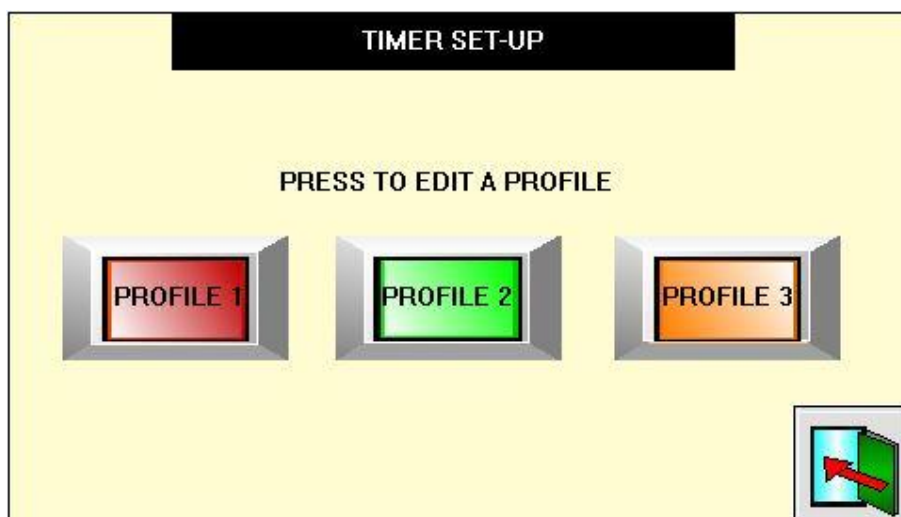 TIMER SET-UP
PRESS TO EDIT A PROFILE
PROFILE 1
PROFILE 2
PROFILE 3